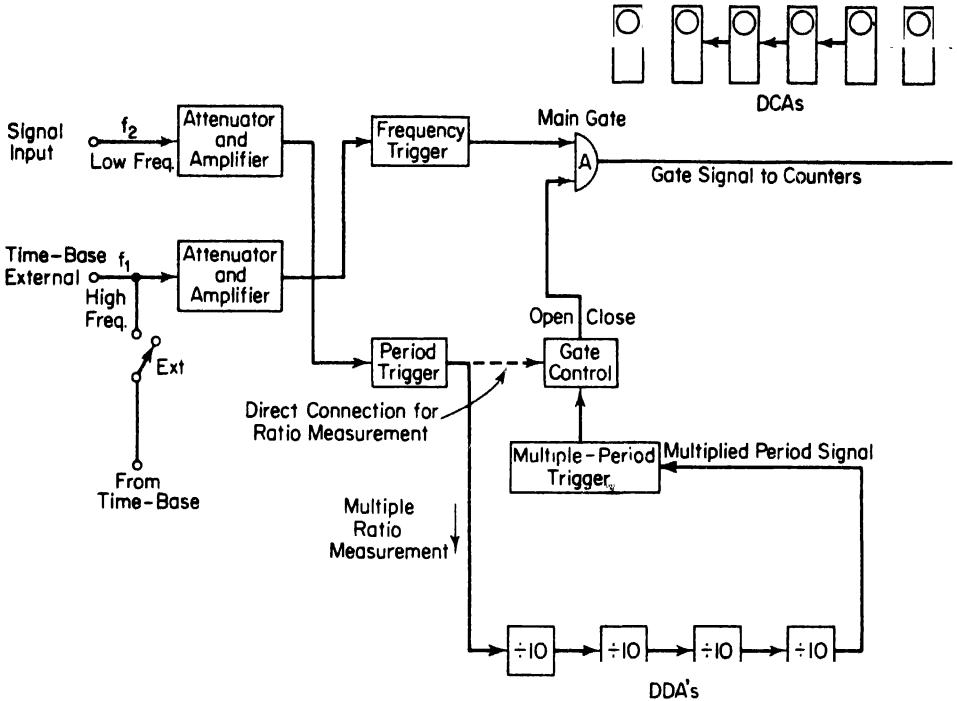 DCAs
Signal
Input
f2
Low Freq.
Attenuator
and
Amplifier
Frequency
Trigger
Main Gate
A
Gate Signal to Counters
Time-Base
External
f1
High
Freq.
Attenuator
and
Amplifier
Ext
From
Time-Base
Period
Trigger
Open Close
Gate
Control
Direct Connection for
Ratio Measurement
Multiple-Period
Trigger
Multiplied Period Signal
Multiple
Ratio
Measurement
÷10
÷10
÷10
÷10
DDA's